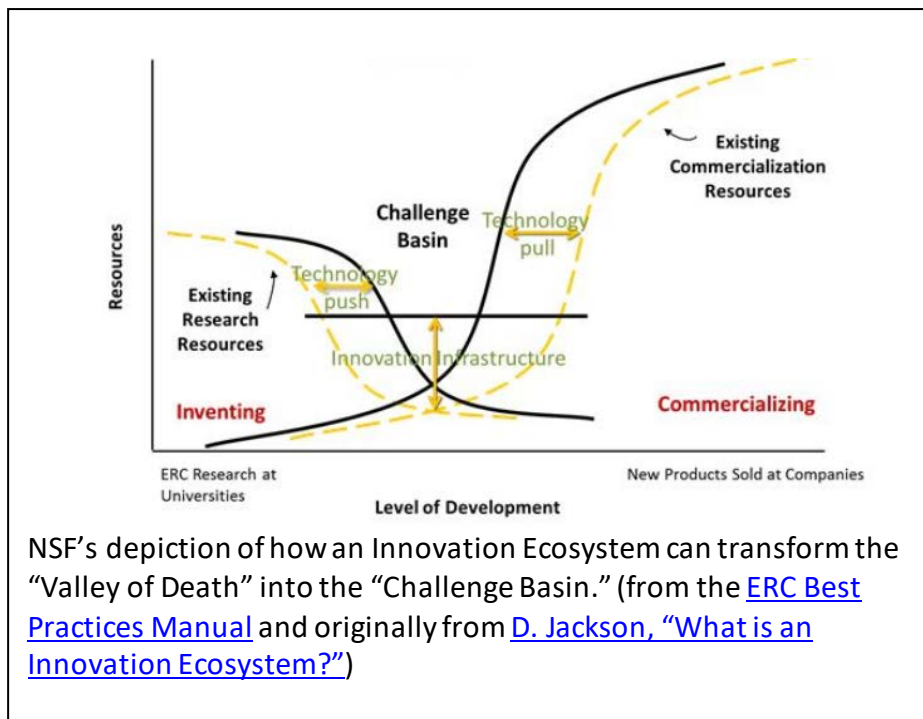 Resources
Challenge
Basin
Existing
Commercialization
Resources
Technology
pull
Technology
push
Existing
Research
Resources
Innovation Infrastructure
Inventing
Commercializing
ERC Research at
Universities
New Products Sold at Companies
Level of Development
NSF’s depiction of how an Innovation Ecosystem can transform the
“Valley of Death” into the “Challenge Basin.” (from the ERC Best
Practices Manual and originally from D. Jackson, “What is an
Innovation Ecosystem?”)